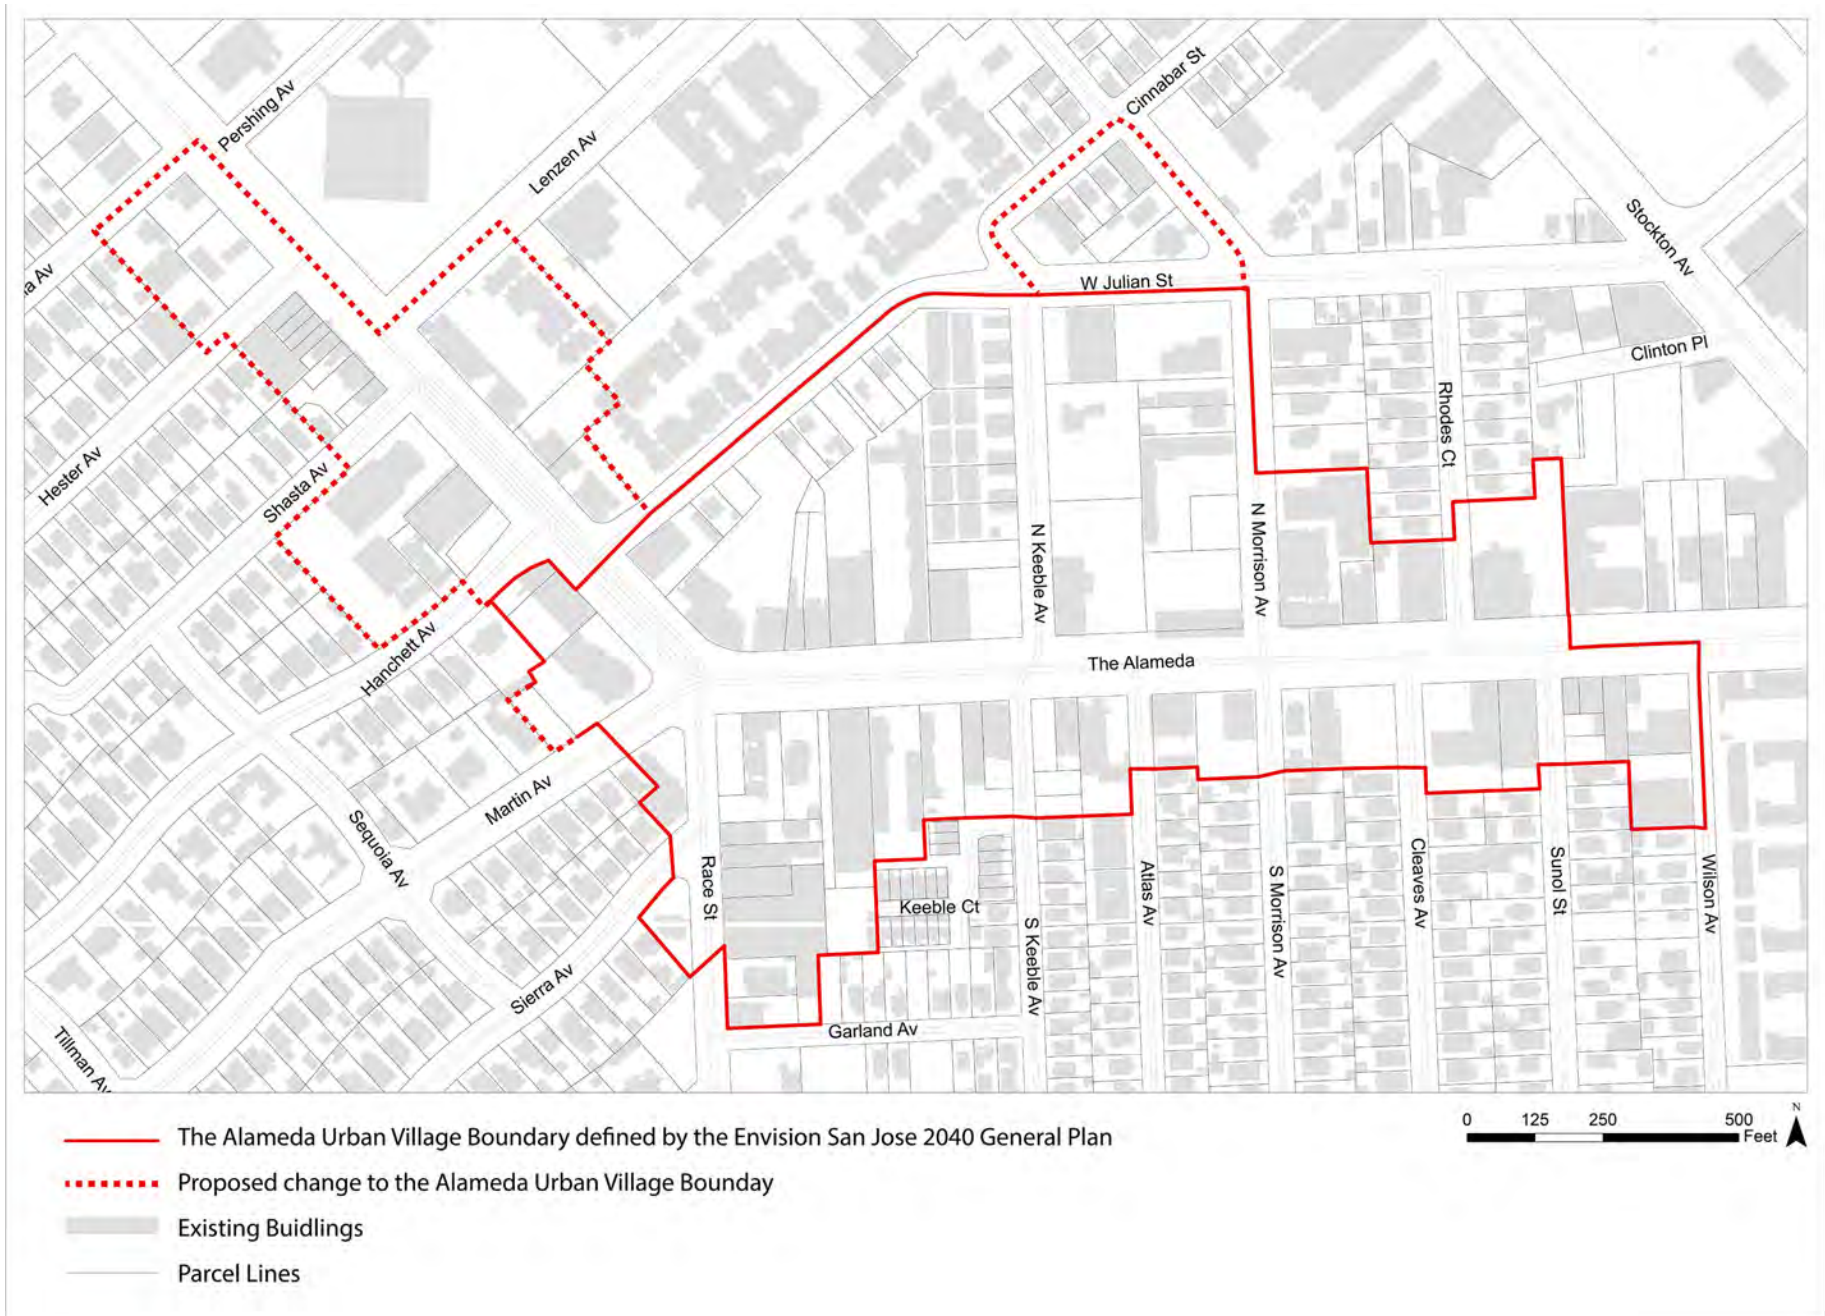 Pershing Av
Cinnabar St
Lenzen Av
Stockton Av
a Av
W Julian St
Clinton Pl
Rhodes Ct
Hester Av
Shasta Av
N Keeble Av
N Morrison Av
Hanchett Av
The Alameda
Martin Av
Sequoia Av
Race St
Atlas Av
S Morrison Av
Cleaves Av
Sunol St
Wilson Av
Keeble Ct
S Keeble Av
Sierra Av
Garland Av
Tillman Av
The Alameda Urban Village Boundary defined by the Envision San Jose 2040 General Plan
Proposed change to the Alameda Urban Village Bounday
Existing Buidlings
Parcel Lines
0 125 250 500
Feet
N